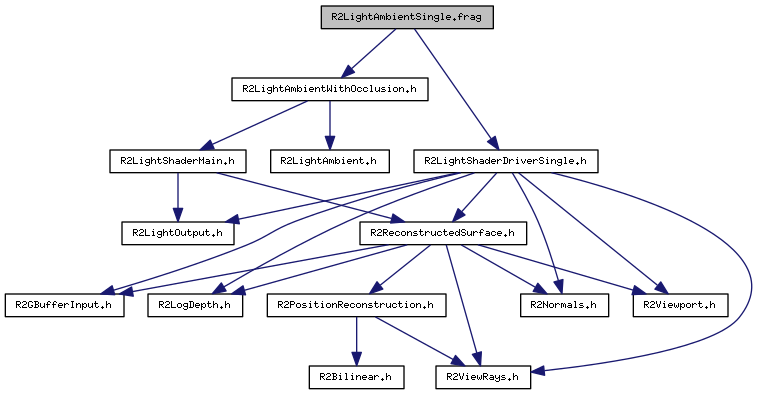 R2LightAmbientSingle.frag
R2LightAmbientWithOcclusion.h
R2LightShaderMain.h
R2LightAmbient.h
R2LightShaderDriverSingle.h
R2LightOutput.h
R2ReconstructedSurface.h
R2GBufferInput.h
R2LogDepth.h
R2PositionReconstruction.h
R2Normals.h
R2Viewport.h
R2Bilinear.h
R2ViewRays.h